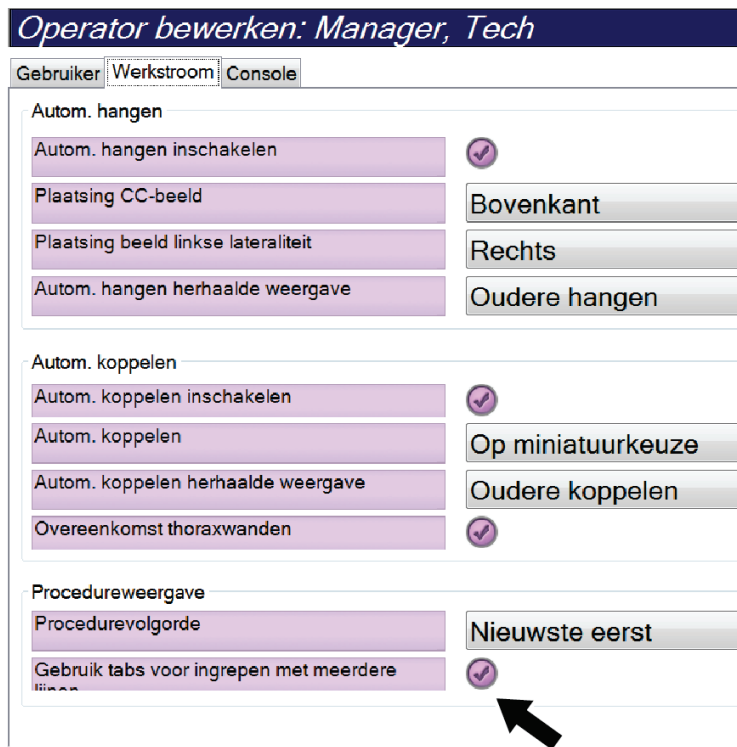 Operator bewerken: Manager, Tech
Gebruiker Werkstroom Console
Autom. hangen
Autom. hangen inschakelen
Plaatsing CC-beeld
Bovenkant
Plaatsing beeld linkse lateraliteit
Rechts
Autom. hangen herhaalde weergave
Oudere hangen
Autom. koppelen
Autom. koppelen inschakelen
Autom. koppelen
Op miniatuurkeuze
Autom. koppelen herhaalde weergave
Oudere koppelen
Overeenkomst thoraxwanden
Procedureweergave
Procedurevolgorde
Nieuwste eerst
Gebruik tabs voor ingrepen met meerdere
lijnen